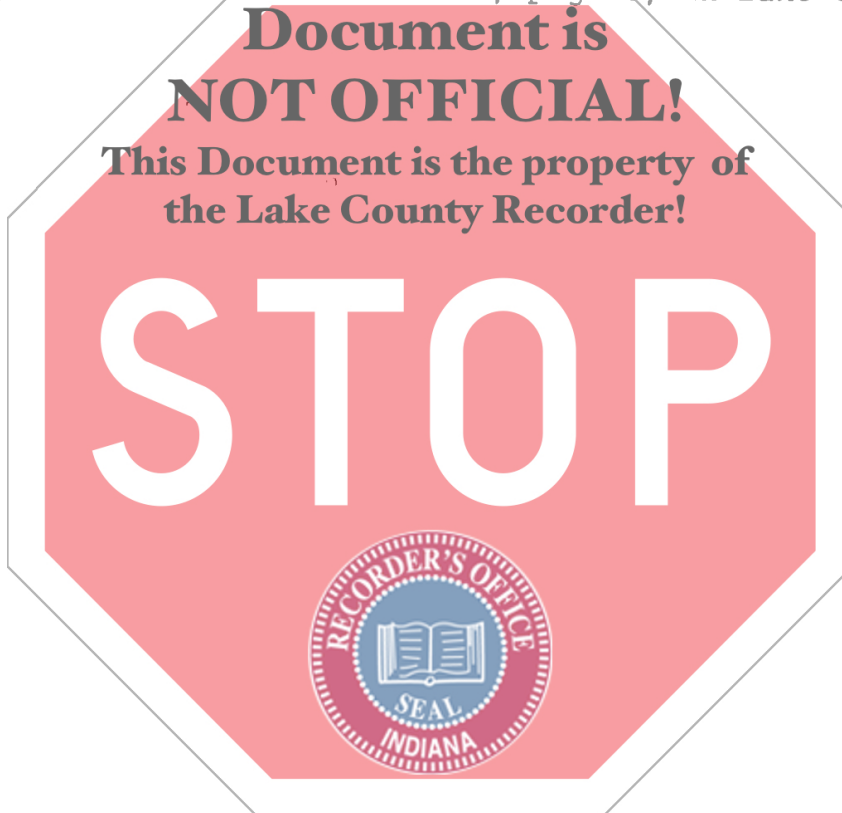 Document is
NOT OFFICIAL!
This Document is the property of
the Lake County Recorder!
STOP
RECORDER'S OFFICE
SEAL
INDIANA